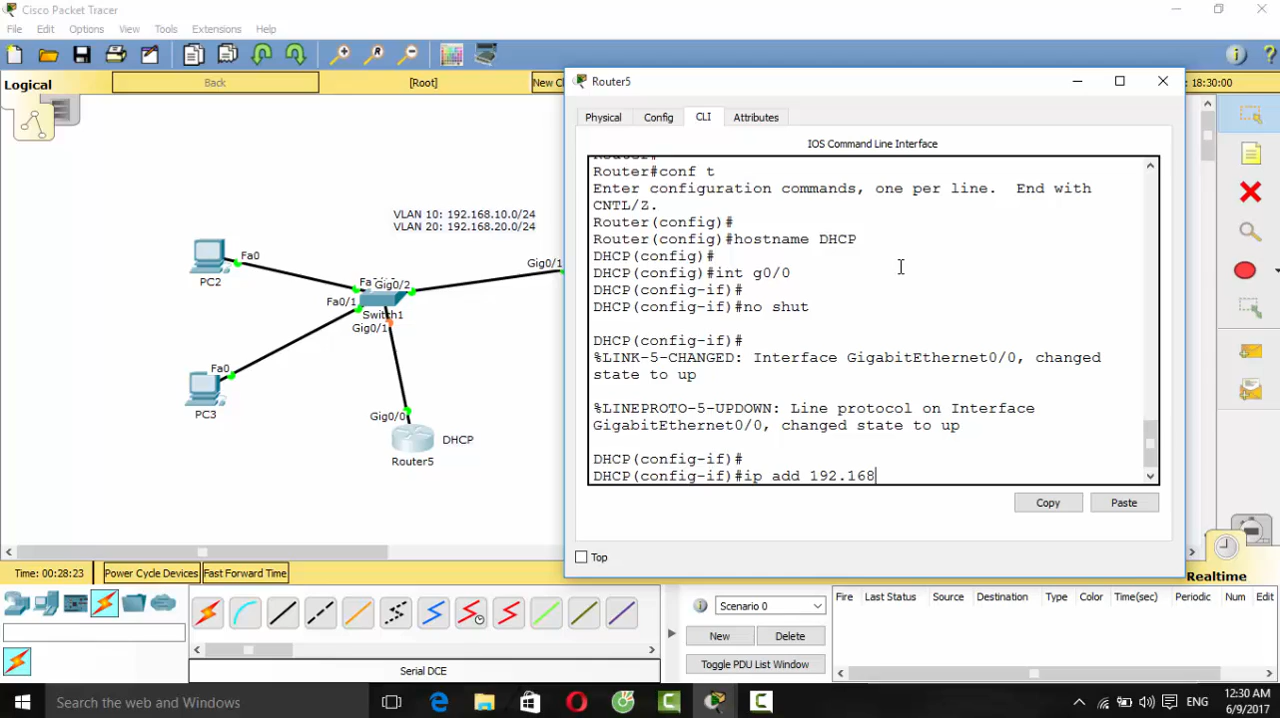 Cisco Packet Tracer
File Edit Options View Tools Extensions Help
Logical
Back
[Root]
New Cl
18:30:00
Router5
Physical Config CLI Attributes
IOS Command Line Interface
Router#
Router#conf t
Enter configuration commands, one per line. End with
CNTL/Z.
Router(config)#
Router(config)#hostname DHCP
DHCP(config)#
DHCP(config)#int g0/0
DHCP(config-if)#
DHCP(config-if)#no shut
DHCP(config-if)#
%LINK-5-CHANGED: Interface GigabitEthernet0/0, changed
state to up
%LINEPROTO-5-UPDOWN: Line protocol on Interface
GigabitEthernet0/0, changed state to up
DHCP(config-if)#
DHCP(config-if)#ip add 192.168
Copy Paste
Top
VLAN 10: 192.168.10.0/24
VLAN 20: 192.168.20.0/24
Fa0
PC2
Gig0/1
Gig0/2
Fa0/1
Switch1
Gig0/1
Fa0
PC3
Gig0/0
DHCP
Router5
Time: 00:28:23 Power Cycle Devices Fast Forward Time
Realtime
Serial DCE
Scenario 0
New Delete
Toggle PDU List Window
Fire Last Status Source Destination Type Color Time(sec) Periodic Num Edit
Search the web and Windows
ENG
12:30 AM
6/9/2017